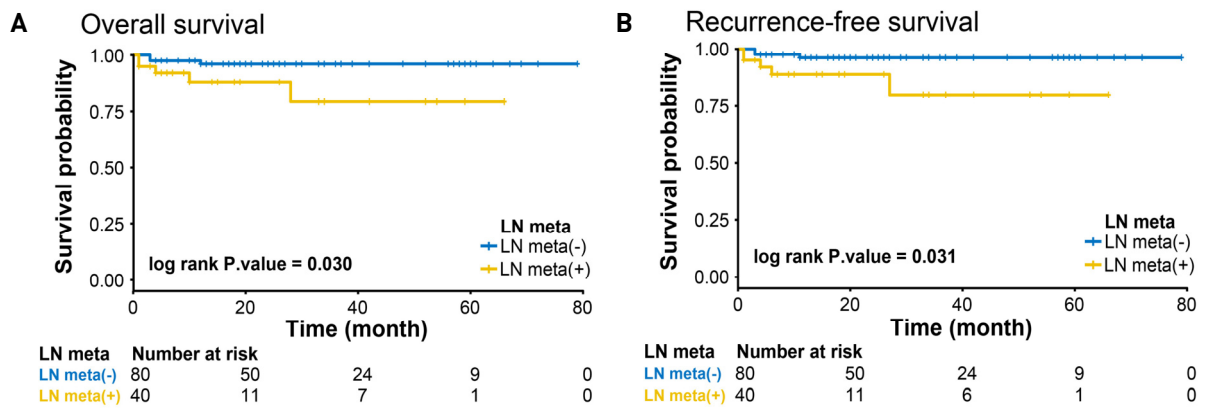 A Overall survival
Survival probability
1.00
0.75
0.50
0.25
0.00
LN meta
LN meta(-)
LN meta(+)
log rank P.value = 0.030
0 20 40 60 80
Time (month)
LN meta Number at risk
LN meta(-) 80 50 24 9 0
LN meta(+) 40 11 7 1 0
B Recurrence-free survival
Survival probability
1.00
0.75
0.50
0.25
0.00
LN meta
LN meta(-)
LN meta(+)
log rank P.value = 0.031
0 20 40 60 80
Time (month)
LN meta Number at risk
LN meta(-) 80 50 24 9 0
LN meta(+) 40 11 6 1 0